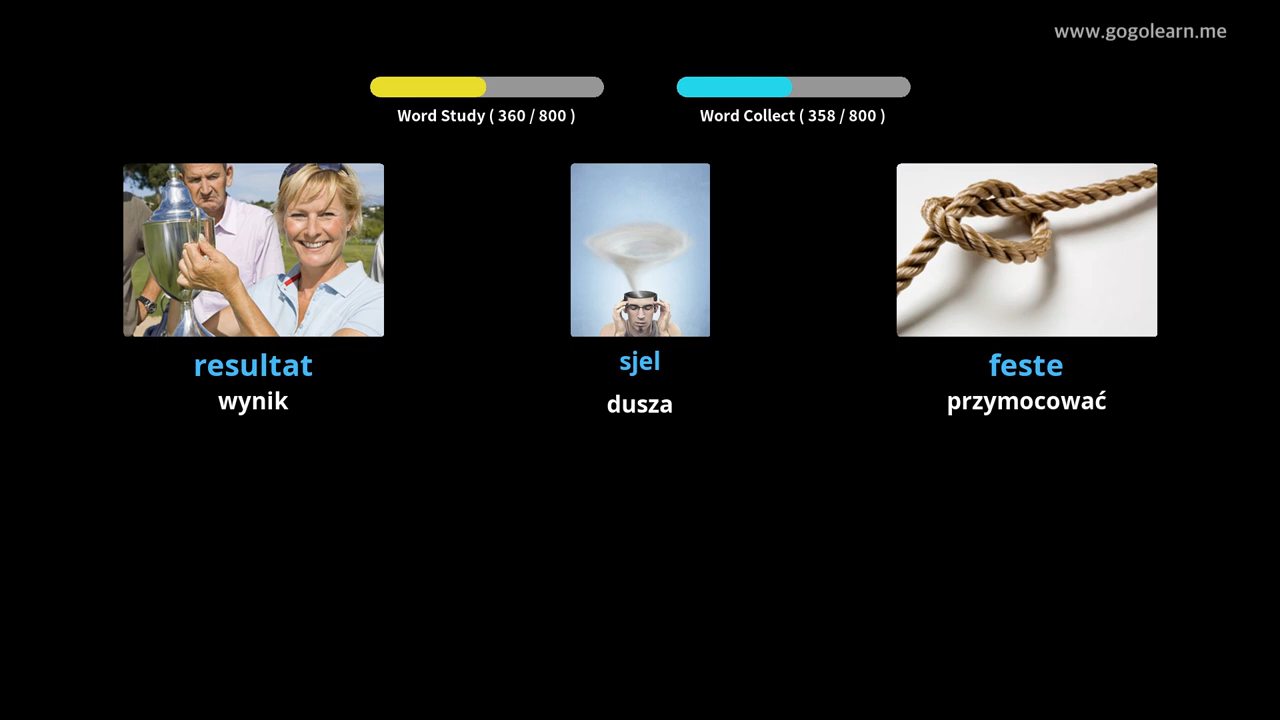 www.gogolearn.me
Word Study ( 360 / 800 )
Word Collect ( 358 / 800 )
resultat
wynik
sjel
dusza
feste
przymocować